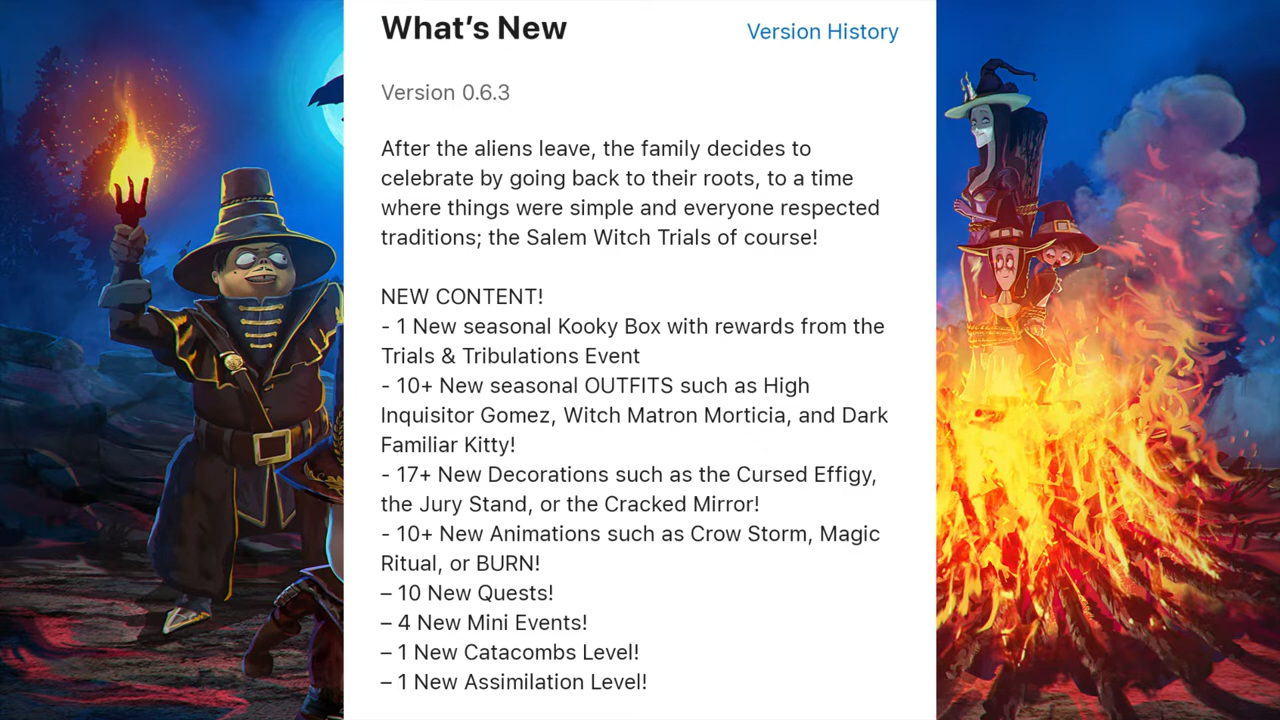 What's New
Version History
Version 0.6.3
After the aliens leave, the family decides to
celebrate by going back to their roots, to a time
where things were simple and everyone respected
traditions; the Salem Witch Trials of course!
NEW CONTENT!
- 1 New seasonal Kooky Box with rewards from the
Trials & Tribulations Event
- 10+ New seasonal OUTFITS such as High
Inquisitor Gomez, Witch Matron Morticia, and Dark
Familiar Kitty!
- 17+ New Decorations such as the Cursed Effigy,
the Jury Stand, or the Cracked Mirror!
- 10+ New Animations such as Crow Storm, Magic
Ritual, or BURN!
– 10 New Quests!
– 4 New Mini Events!
– 1 New Catacombs Level!
– 1 New Assimilation Level!